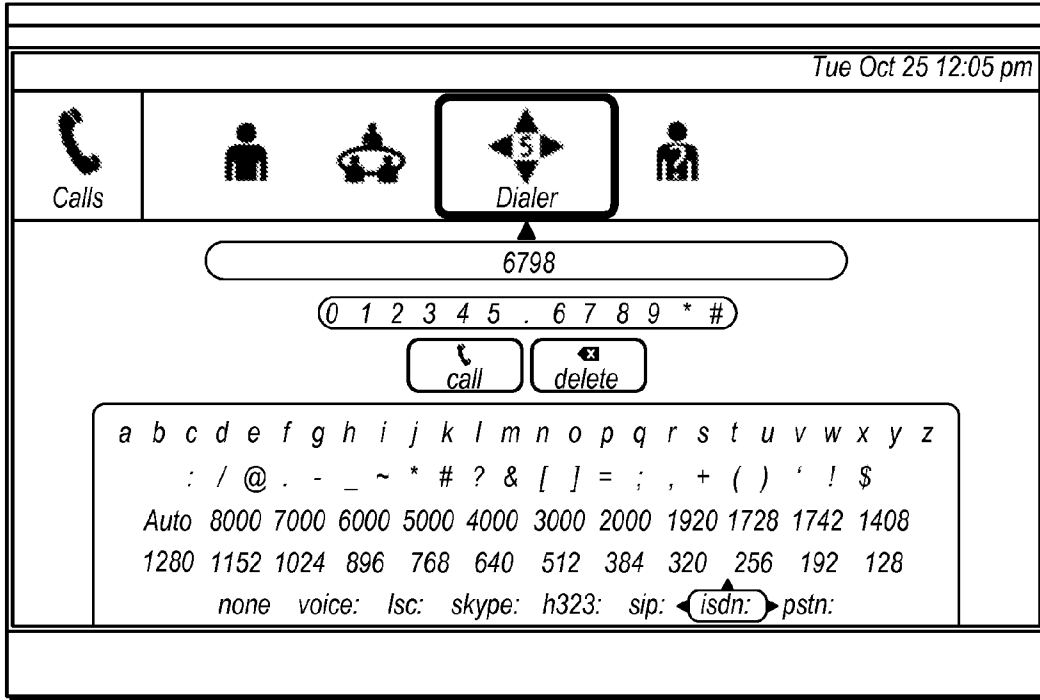 Tue Oct 25 12:05 pm
Calls
S
Dialer
6798
0 1 2 3 4 5 . 6 7 8 9 * #
call
delete
a b c d e f g h i j k l m n o p q r s t u v w x y z
: / @ . - _ ~ * # ? & [ ] = ; , + ( ) ‘ ! $
Auto 8000 7000 6000 5000 4000 3000 2000 1920 1728 1742 1408
1280 1152 1024 896 768 640 512 384 320 256 192 128
none voice: lsc: skype: h323: sip: isdn: pstn: